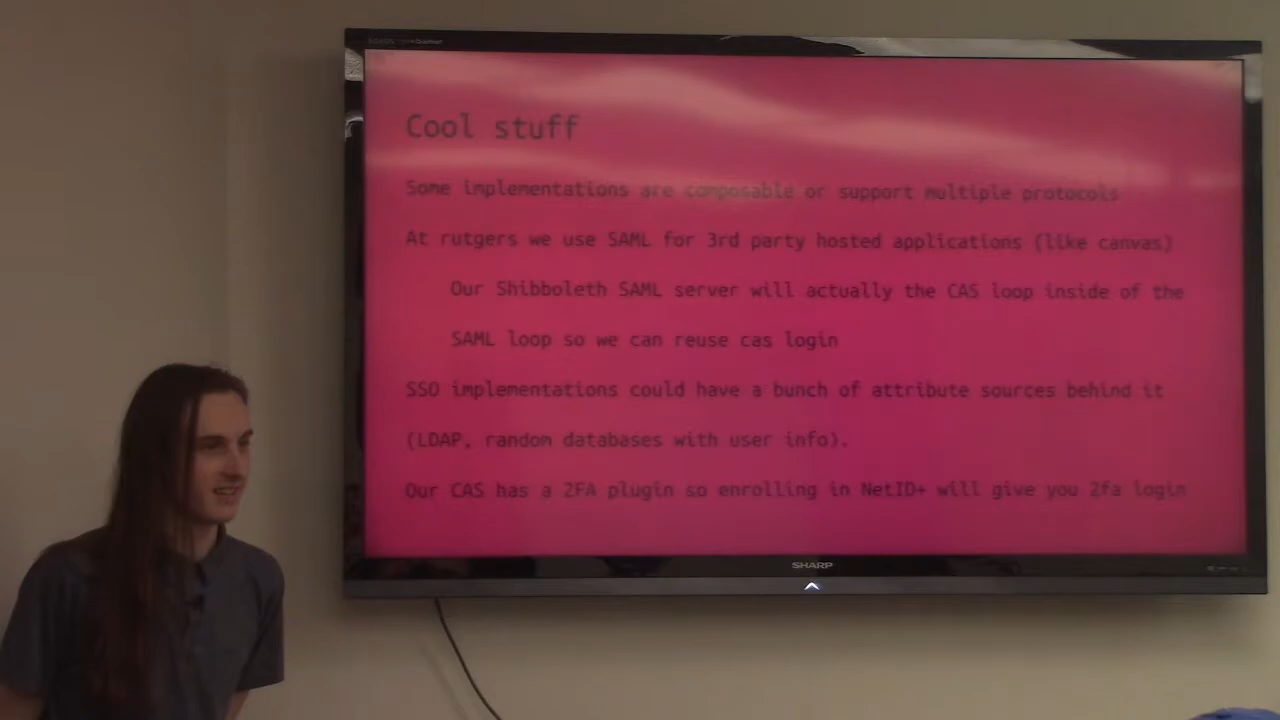 Cool stuff
Some implementations are composable or support multiple protocols
At rutgers we use SAML for 3rd party hosted applications (like canvas)
Our Shibboleth SAML server will actually the CAS loop inside of the
SAML loop so we can reuse cas login
SSO implementations could have a bunch of attribute sources behind it
(LDAP, random databases with user info).
Our CAS has a 2FA plugin so enrolling in NetID+ will give you 2fa login
SHARP